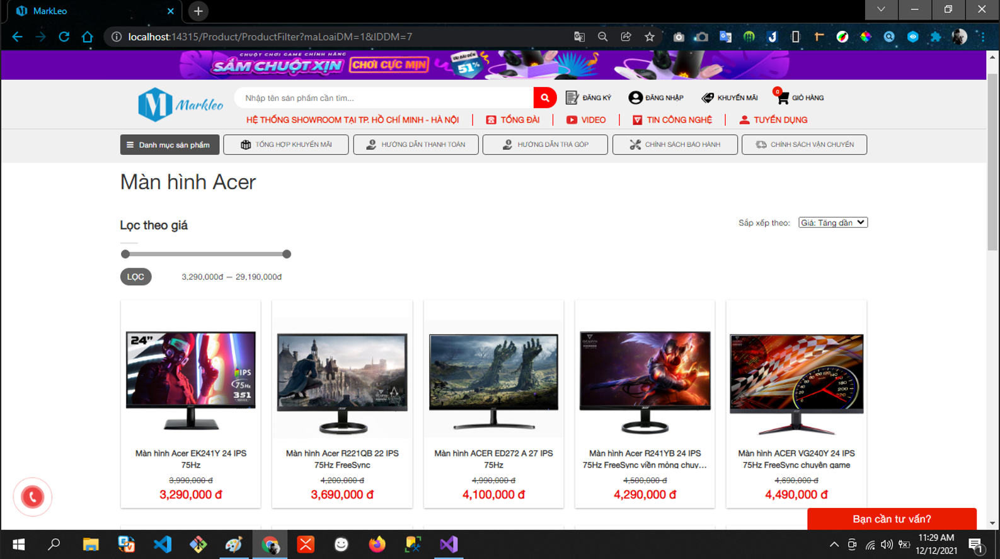 MarkLeo
localhost:14315/Product/ProductFilter?maLoaiDM=1&IDDM=7
CHUỘT CHƠI GAME CHÍNH HÃNG
SẮM CHUỘT XỊN CHƠI CỰC MỊN
ƯU ĐÃI ĐẾN
51%
M Markleo
Nhập tên sản phẩm cần tìm...
ĐĂNG KÝ
ĐĂNG NHẬP
KHUYẾN MÃI
0
GIỎ HÀNG
HỆ THỐNG SHOWROOM TẠI TP. HỒ CHÍ MINH - HÀ NỘI
TỔNG ĐÀI
VIDEO
TIN CÔNG NGHỆ
TUYỂN DỤNG
Danh mục sản phẩm
TỔNG HỢP KHUYẾN MÃI
HƯỚNG DẪN THANH TOÁN
HƯỚNG DẪN TRẢ GÓP
CHÍNH SÁCH BẢO HÀNH
CHÍNH SÁCH VẬN CHUYỂN
Màn hình Acer
Lọc theo giá
Sắp xếp theo:
Giá: Tăng dần
LỌC
3,290,000đ — 29,190,000đ
24”
IPS
75Hz
3S1
Màn hình Acer EK241Y 24 IPS
75Hz
3,990,000 đ
3,290,000 đ
Màn hình Acer R221QB 22 IPS
75Hz FreeSync
4,200,000 đ
3,690,000 đ
Màn hình ACER ED272 A 27 IPS
75Hz
4,990,000 đ
4,100,000 đ
Màn hình Acer R241YB 24 IPS
75Hz FreeSync viền mỏng chuy...
4,500,000 đ
4,290,000 đ
Màn hình ACER VG240Y 24 IPS
75Hz FreeSync chuyên game
4,690,000 đ
4,490,000 đ
Bạn cần tư vấn?
11:29 AM
12/12/2021
1